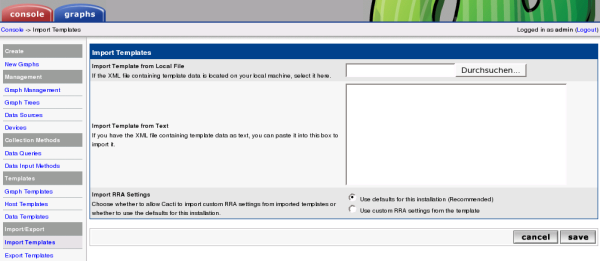 console graphs
Console -> Import Templates
Logged in as admin (Logout)
Create
New Graphs
Management
Graph Management
Graph Trees
Data Sources
Devices
Collection Methods
Data Queries
Data Input Methods
Templates
Graph Templates
Host Templates
Data Templates
Import/Export
Import Templates
Export Templates
Import Templates
Import Template from Local File
If the XML file containing template data is located on your local machine, select it here.
Durchsuchen...
Import Template from Text
If you have the XML file containing template data as text, you can paste it into this box to
import it.
Import RRA Settings
Choose whether to allow Cacti to import custom RRA settings from imported templates or
whether to use the defaults for this installation.
Use defaults for this installation (Recommended)
Use custom RRA settings from the template
cancel save